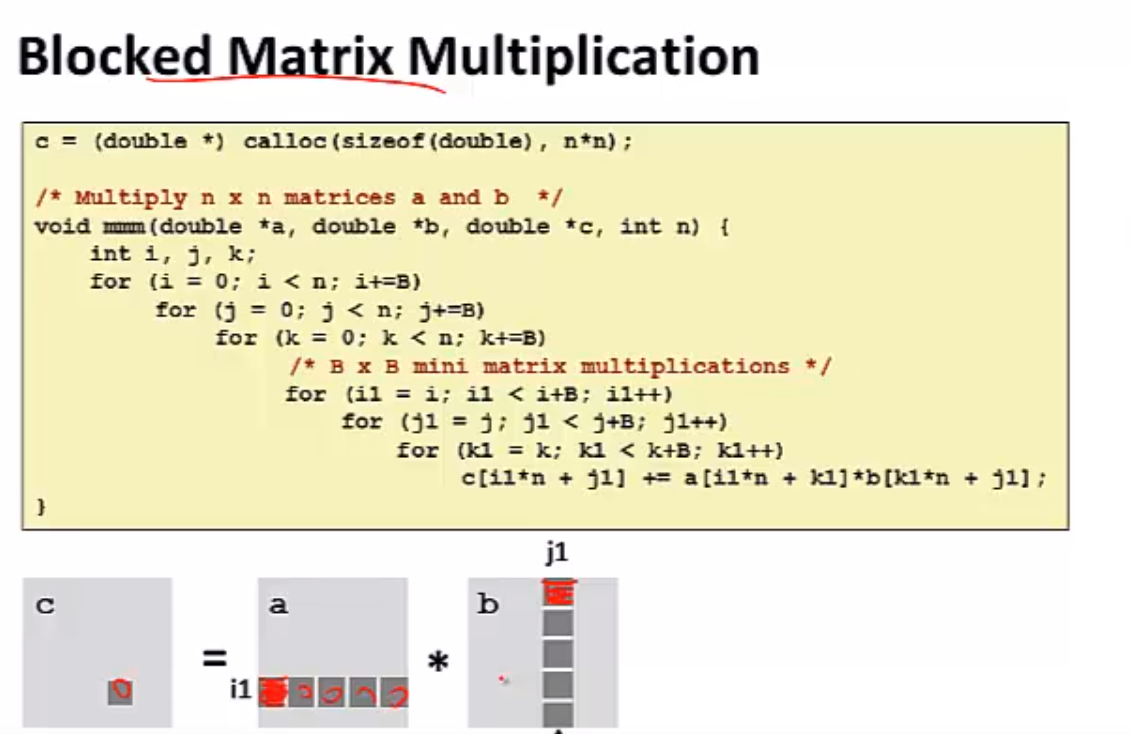 Blocked Matrix Multiplication
c = (double *) calloc(sizeof(double), n*n);
/* Multiply n x n matrices a and b  */
void mmm(double *a, double *b, double *c, int n) {
    int i, j, k;
    for (i = 0; i < n; i+=B)
        for (j = 0; j < n; j+=B)
            for (k = 0; k < n; k+=B)
                /* B x B mini matrix multiplications */
                for (i1 = i; i1 < i+B; i1++)
                    for (j1 = j; j1 < j+B; j1++)
                        for (k1 = k; k1 < k+B; k1++)
                            c[i1*n + j1] += a[i1*n + k1]*b[k1*n + j1];
}
j1
c
a
b
=
i1
*